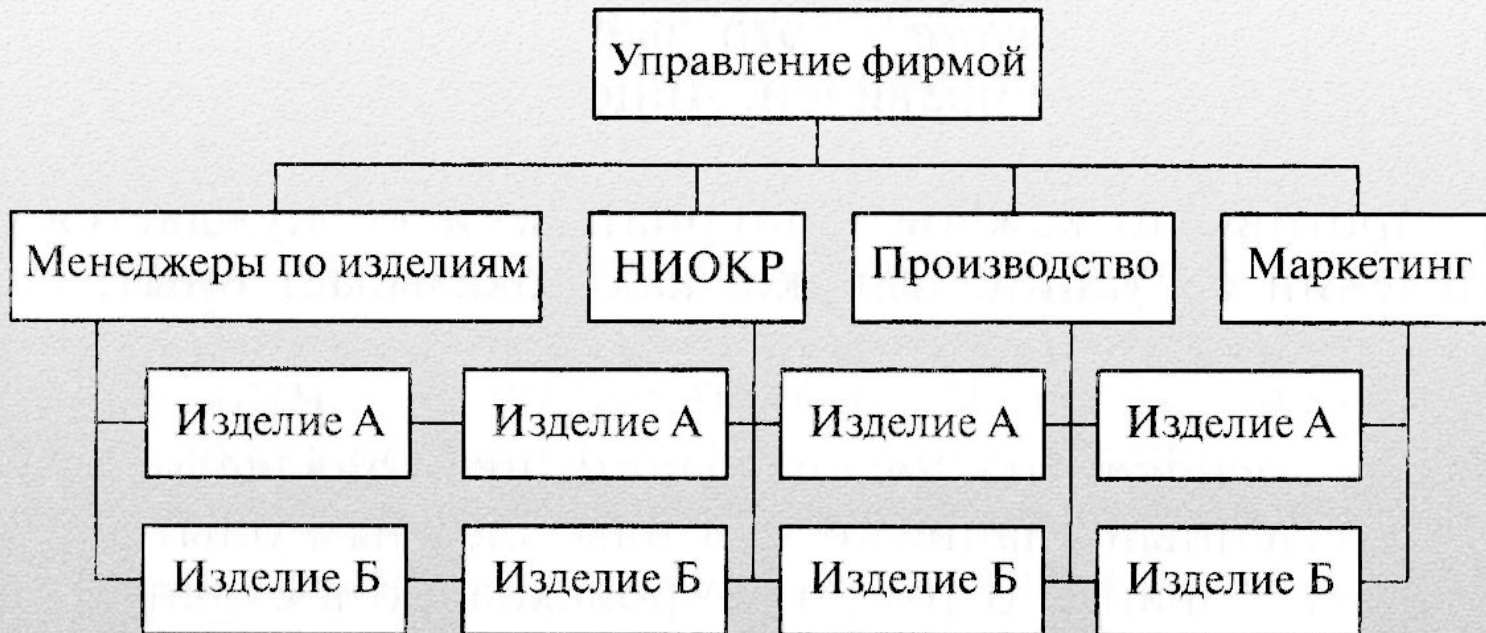 Управление фирмой
Менеджеры по изделиям
НИОКР
Производство
Маркетинг
Изделие А
Изделие А
Изделие А
Изделие А
Изделие Б
Изделие Б
Изделие Б
Изделие Б